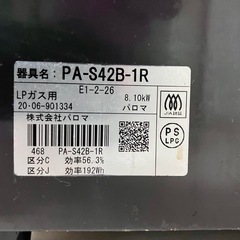 器具名: PA-S42B-1R
LPガス用 E1-2-26 8.10kW
20・06-901334 パロマ
株式会社パロマ
JIA
PS
LPG
468 PA-S42B-1R
区分C 効率56.3%
区分J 効率192Wh